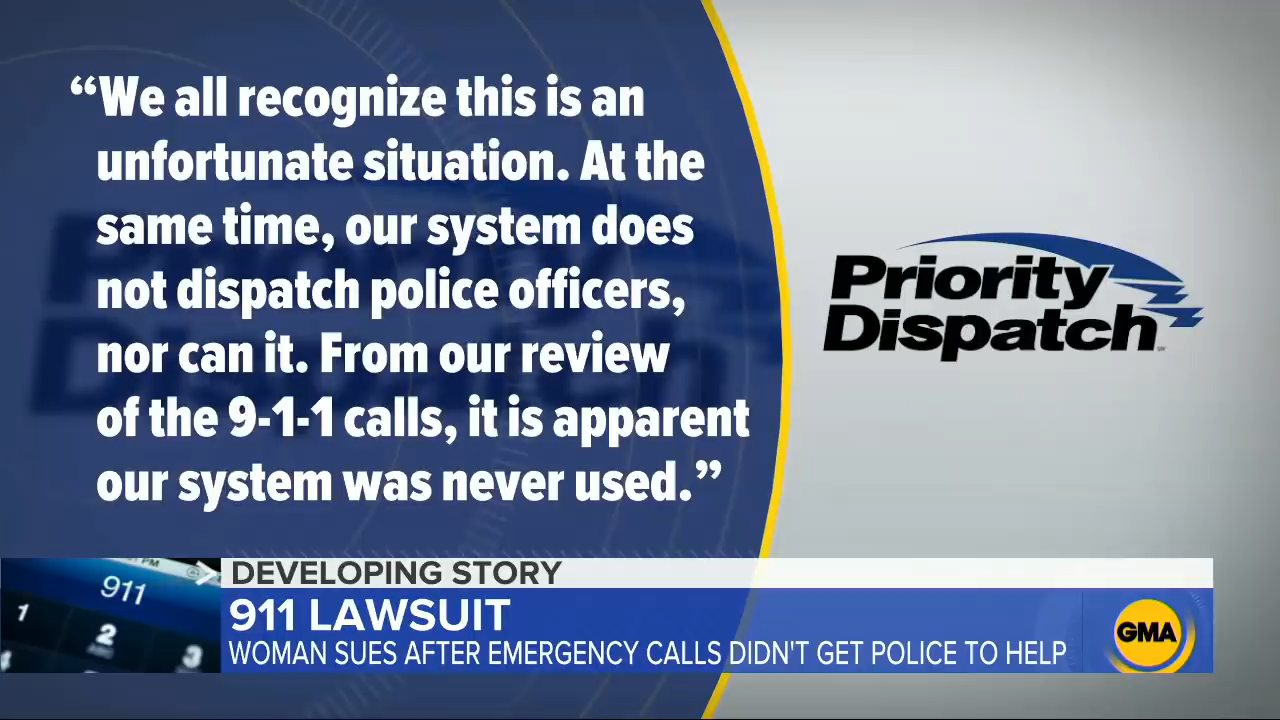 “We all recognize this is an
unfortunate situation. At the
same time, our system does
not dispatch police officers,
nor can it. From our review
of the 9-1-1 calls, it is apparent
our system was never used.”
Priority
Dispatch
DEVELOPING STORY
911 LAWSUIT
WOMAN SUES AFTER EMERGENCY CALLS DIDN'T GET POLICE TO HELP
GMA
PM
911
1
2
3